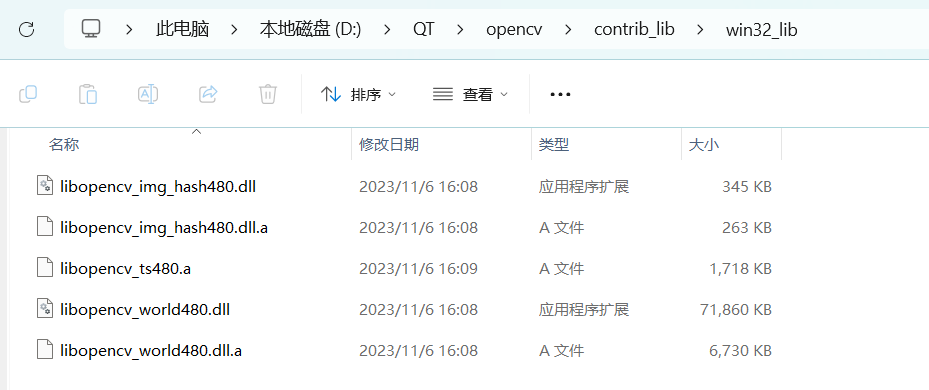 此电脑 > 本地磁盘 (D:) > QT > opencv > contrib_lib > win32_lib
排序 查看 •••
名称 修改日期 类型 大小
libopencv_img_hash480.dll 2023/11/6 16:08 应用程序扩展 345 KB
libopencv_img_hash480.dll.a 2023/11/6 16:08 A 文件 263 KB
libopencv_ts480.a 2023/11/6 16:09 A 文件 1,718 KB
libopencv_world480.dll 2023/11/6 16:08 应用程序扩展 71,860 KB
libopencv_world480.dll.a 2023/11/6 16:08 A 文件 6,730 KB